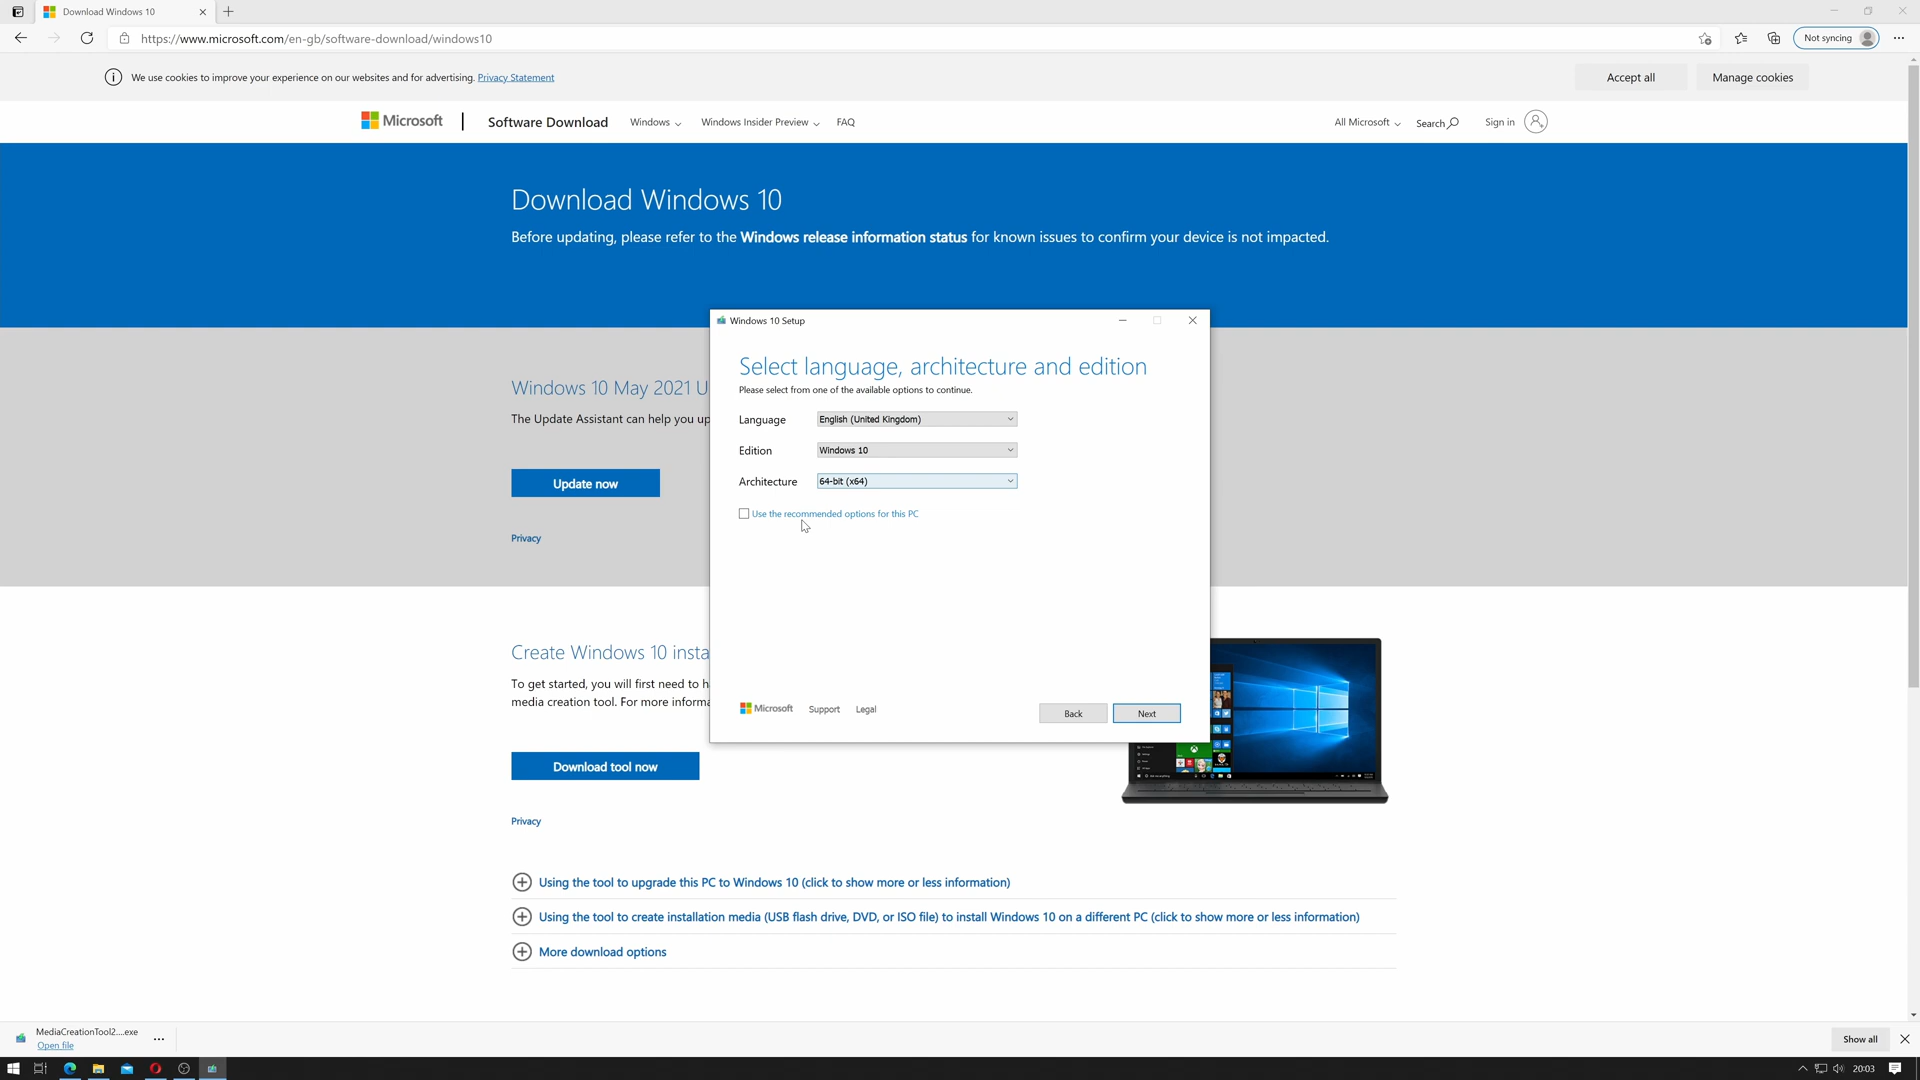 Download Windows 10
https://www.microsoft.com/en-gb/software-download/windows10
Not syncing
We use cookies to improve your experience on our websites and for advertising. Privacy Statement
Accept all
Manage cookies
Microsoft
Software Download
Windows
Windows Insider Preview
FAQ
All Microsoft
Search
Sign in
Download Windows 10
Before updating, please refer to the Windows release information status for known issues to confirm your device is not impacted.
Windows 10 May 2021 U
The Update Assistant can help you up
Update now
Privacy
Windows 10 Setup
Select language, architecture and edition
Please select from one of the available options to continue.
Language
English (United Kingdom)
Edition
Windows 10
Architecture
64-bit (x64)
Use the recommended options for this PC
Microsoft
Support
Legal
Back
Next
Create Windows 10 insta
To get started, you will first need to h
media creation tool. For more informa
Download tool now
Privacy
Using the tool to upgrade this PC to Windows 10 (click to show more or less information)
Using the tool to create installation media (USB flash drive, DVD, or ISO file) to install Windows 10 on a different PC (click to show more or less information)
More download options
MediaCreationTool2....exe
Open file
Show all
20:03